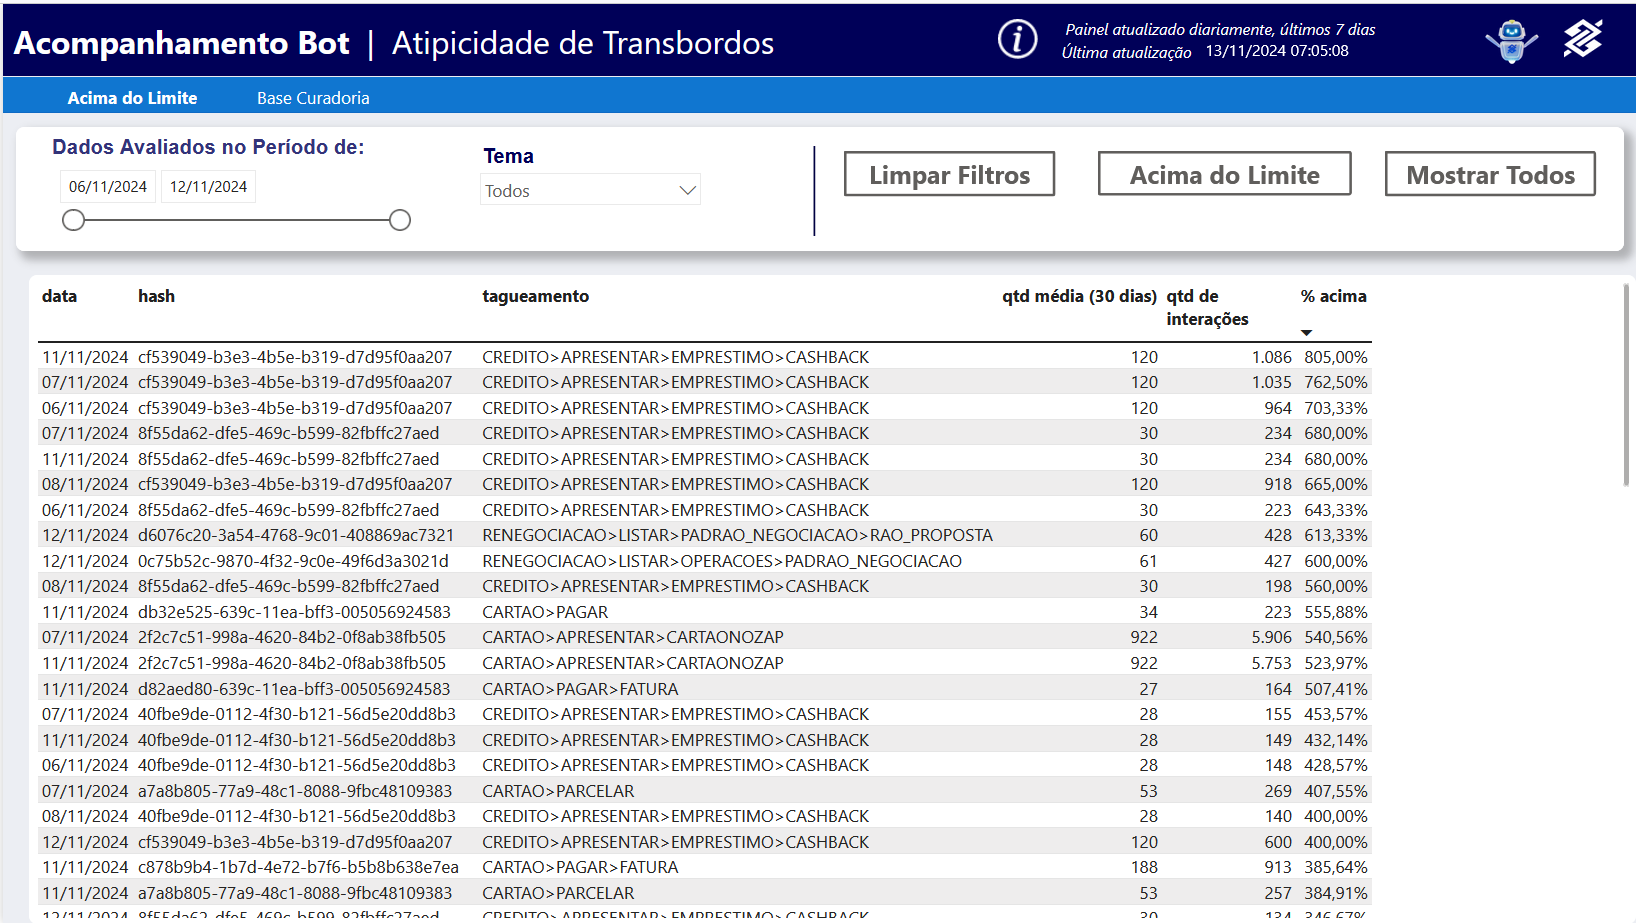 Acompanhamento Bot | Atipicidade de Transbordos
Painel atualizado diariamente, últimos 7 dias
Última atualização 13/11/2024 07:05:08
Acima do Limite Base Curadoria
Dados Avaliados no Período de:
06/11/2024 12/11/2024
Tema
Todos
Limpar Filtros
Acima do Limite
Mostrar Todos
data hash tagueamento qtd média (30 dias) qtd de interações % acima
11/11/2024 cf539049-b3e3-4b5e-b319-d7d95f0aa207 CREDITO>APRESENTAR>EMPRESTIMO>CASHBACK 120 1.086 805,00%
07/11/2024 cf539049-b3e3-4b5e-b319-d7d95f0aa207 CREDITO>APRESENTAR>EMPRESTIMO>CASHBACK 120 1.035 762,50%
06/11/2024 cf539049-b3e3-4b5e-b319-d7d95f0aa207 CREDITO>APRESENTAR>EMPRESTIMO>CASHBACK 120 964 703,33%
07/11/2024 8f55da62-dfe5-469c-b599-82fbffc27aed CREDITO>APRESENTAR>EMPRESTIMO>CASHBACK 30 234 680,00%
11/11/2024 8f55da62-dfe5-469c-b599-82fbffc27aed CREDITO>APRESENTAR>EMPRESTIMO>CASHBACK 30 234 680,00%
08/11/2024 cf539049-b3e3-4b5e-b319-d7d95f0aa207 CREDITO>APRESENTAR>EMPRESTIMO>CASHBACK 120 918 665,00%
06/11/2024 8f55da62-dfe5-469c-b599-82fbffc27aed CREDITO>APRESENTAR>EMPRESTIMO>CASHBACK 30 223 643,33%
12/11/2024 d6076c20-3a54-4768-9c01-408869ac7321 RENEGOCIACAO>LISTAR>PADRAO_NEGOCIACAO>RAO_PROPOSTA 60 428 613,33%
12/11/2024 0c75b52c-9870-4f32-9c0e-49f6d3a3021d RENEGOCIACAO>LISTAR>OPERACOES>PADRAO_NEGOCIACAO 61 427 600,00%
08/11/2024 8f55da62-dfe5-469c-b599-82fbffc27aed CREDITO>APRESENTAR>EMPRESTIMO>CASHBACK 30 198 560,00%
11/11/2024 db32e525-639c-11ea-bff3-005056924583 CARTAO>PAGAR 34 223 555,88%
07/11/2024 2f2c7c51-998a-4620-84b2-0f8ab38fb505 CARTAO>APRESENTAR>CARTAONOZAP 922 5.906 540,56%
11/11/2024 2f2c7c51-998a-4620-84b2-0f8ab38fb505 CARTAO>APRESENTAR>CARTAONOZAP 922 5.753 523,97%
11/11/2024 d82aed80-639c-11ea-bff3-005056924583 CARTAO>PAGAR>FATURA 27 164 507,41%
07/11/2024 40fbe9de-0112-4f30-b121-56d5e20dd8b3 CREDITO>APRESENTAR>EMPRESTIMO>CASHBACK 28 155 453,57%
11/11/2024 40fbe9de-0112-4f30-b121-56d5e20dd8b3 CREDITO>APRESENTAR>EMPRESTIMO>CASHBACK 28 149 432,14%
06/11/2024 40fbe9de-0112-4f30-b121-56d5e20dd8b3 CREDITO>APRESENTAR>EMPRESTIMO>CASHBACK 28 148 428,57%
07/11/2024 a7a8b805-77a9-48c1-8088-9fbc48109383 CARTAO>PARCELAR 53 269 407,55%
08/11/2024 40fbe9de-0112-4f30-b121-56d5e20dd8b3 CREDITO>APRESENTAR>EMPRESTIMO>CASHBACK 28 140 400,00%
12/11/2024 cf539049-b3e3-4b5e-b319-d7d95f0aa207 CREDITO>APRESENTAR>EMPRESTIMO>CASHBACK 120 600 400,00%
11/11/2024 c878b9b4-1b7d-4e72-b7f6-b5b8b638e7ea CARTAO>PAGAR>FATURA 188 913 385,64%
11/11/2024 a7a8b805-77a9-48c1-8088-9fbc48109383 CARTAO>PARCELAR 53 257 384,91%
12/11/2024 8f55da62-dfe5-469c-b599-82fbffc27aed CREDITO>APRESENTAR>EMPRESTIMO>CASHBACK 30 134 346,67%